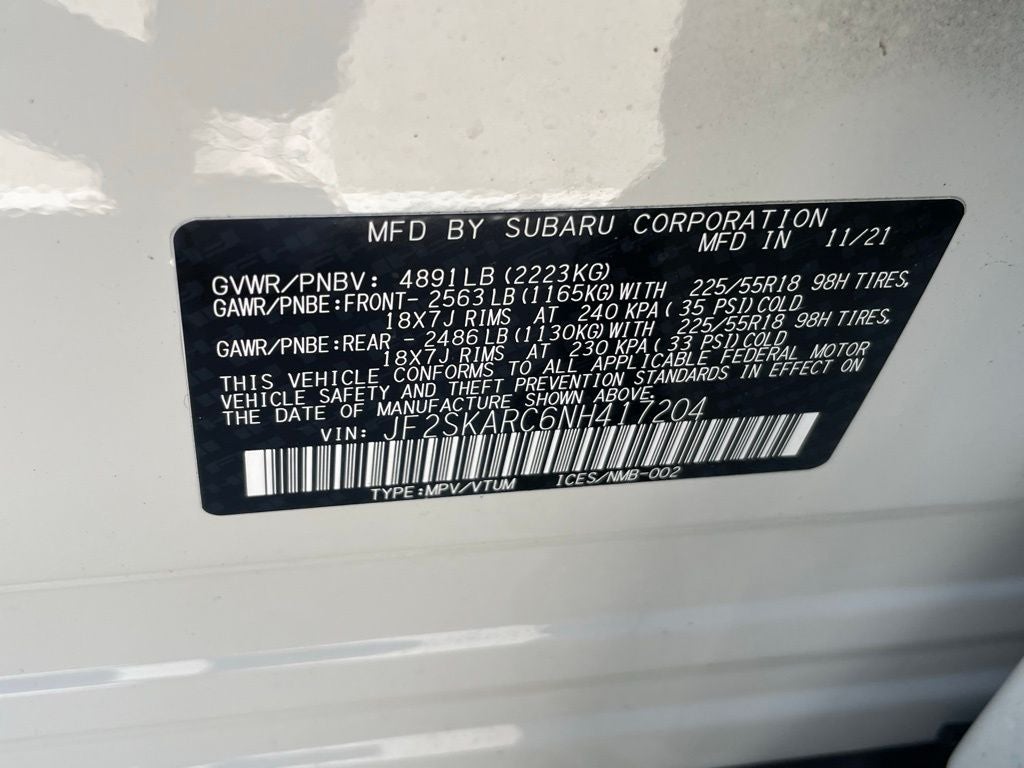 MFD BY SUBARU CORPORATION
MFD IN 11/21
GVWR/PNBV: 4891LB(2223KG)
GAWR/PNBE:FRONT- 2563LB(1165KG)WITH 225/55R18 98H TIRES,
18X7J RIMS AT 240 KPA(35 PSI)COLD
GAWR/PNBE:REAR - 2486LB(1130KG)WITH 225/55R18 98H TIRES,
18X7J RIMS AT 230 KPA(33 PSI)COLD
THIS VEHICLE CONFORMS TO ALL APPLICABLE FEDERAL MOTOR
VEHICLE SAFETY AND THEFT PREVENTION STANDARDS IN EFFECT ON
THE DATE OF MANUFACTURE SHOWN ABOVE.
VIN: JF2SKARC6NH417204
TYPE:MPV/VTUM ICES/NMB-002